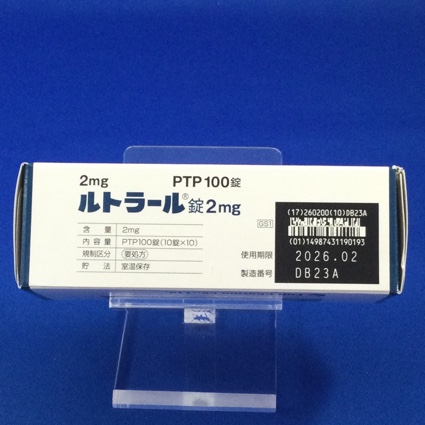 2mg PTP100錠
ルトラール®錠2mg
含量 2mg
内容量 PTP100錠(10錠×10)
規制区分 要処方
貯法 室温保存
GS1
(17)260200(10)DB23A
(01)14987431190193
使用期限 2026.02
製造番号 DB23A